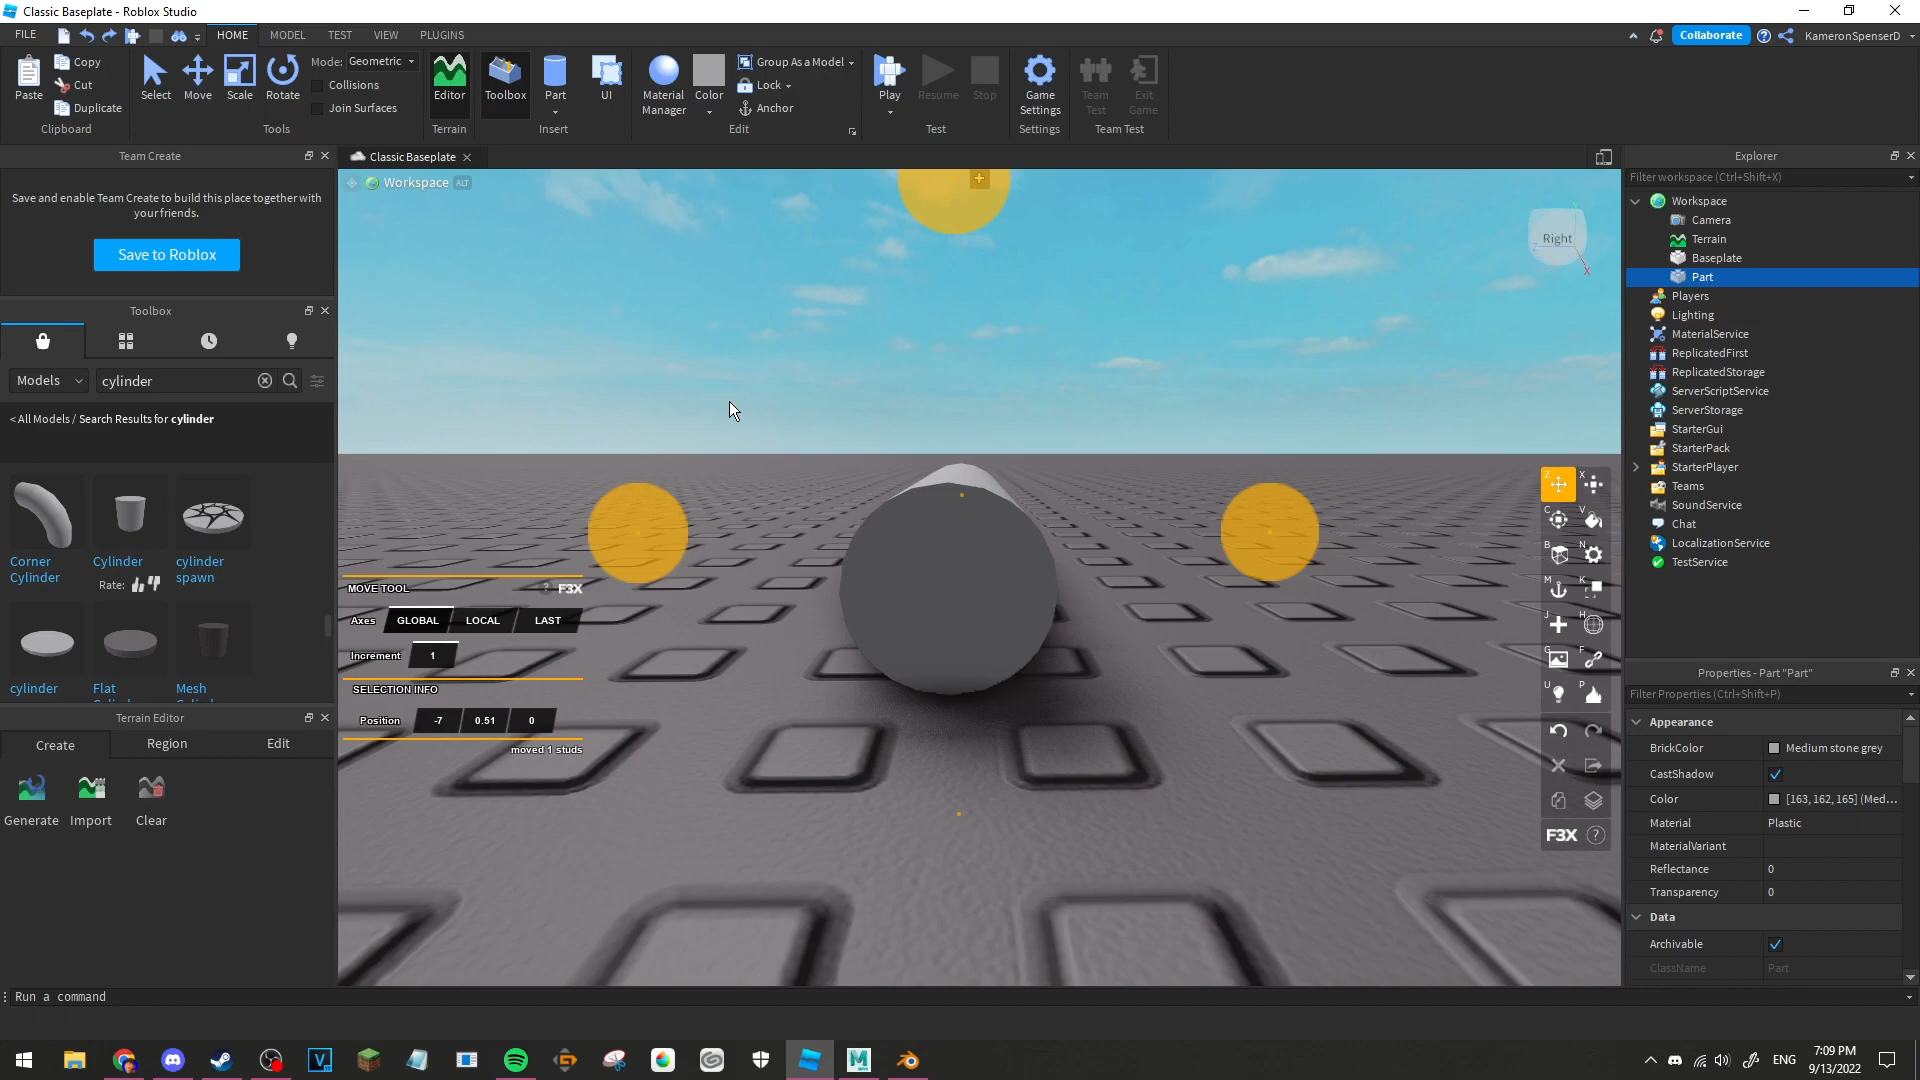 Classic Baseplate - Roblox Studio
FILE HOME MODEL TEST VIEW PLUGINS Collaborate KameronSpenserD
Paste Copy Cut Duplicate Clipboard
Select Move Scale Rotate Mode: Geometric Collisions Join Surfaces Tools
Editor Terrain
Toolbox Part UI Insert
Material Manager Color Group As a Model Lock Anchor Edit
Play Resume Stop Test
Game Settings Settings
Team Test Exit Game Team Test
Team Create
Save and enable Team Create to build this place together with
your friends.
Save to Roblox
Toolbox
Models cylinder
< All Models / Search Results for cylinder
Corner Cylinder
Cylinder
Rate:
cylinder spawn
cylinder
Flat
Mesh
Terrain Editor
Create Region Edit
Generate Import Clear
Classic Baseplate
Workspace ALT
Right
Y
Z
X
MOVE TOOL ? F3X
Axes GLOBAL LOCAL LAST
Increment 1
SELECTION INFO
Position -7 0.51 0
moved 1 studs
Z X
C V
B N
M K
J H
G F
U P
F3X ?
Explorer
Filter workspace (Ctrl+Shift+X)
Workspace
Camera
Terrain
Baseplate
Part
Players
Lighting
MaterialService
ReplicatedFirst
ReplicatedStorage
ServerScriptService
ServerStorage
StarterGui
StarterPack
StarterPlayer
Teams
SoundService
Chat
LocalizationService
TestService
Properties - Part "Part"
Filter Properties (Ctrl+Shift+P)
Appearance
BrickColor Medium stone grey
CastShadow
Color [163, 162, 165] (Med...
Material Plastic
MaterialVariant
Reflectance 0
Transparency 0
Data
Archivable
ClassName Part
Run a command
ENG 7:09 PM
9/13/2022